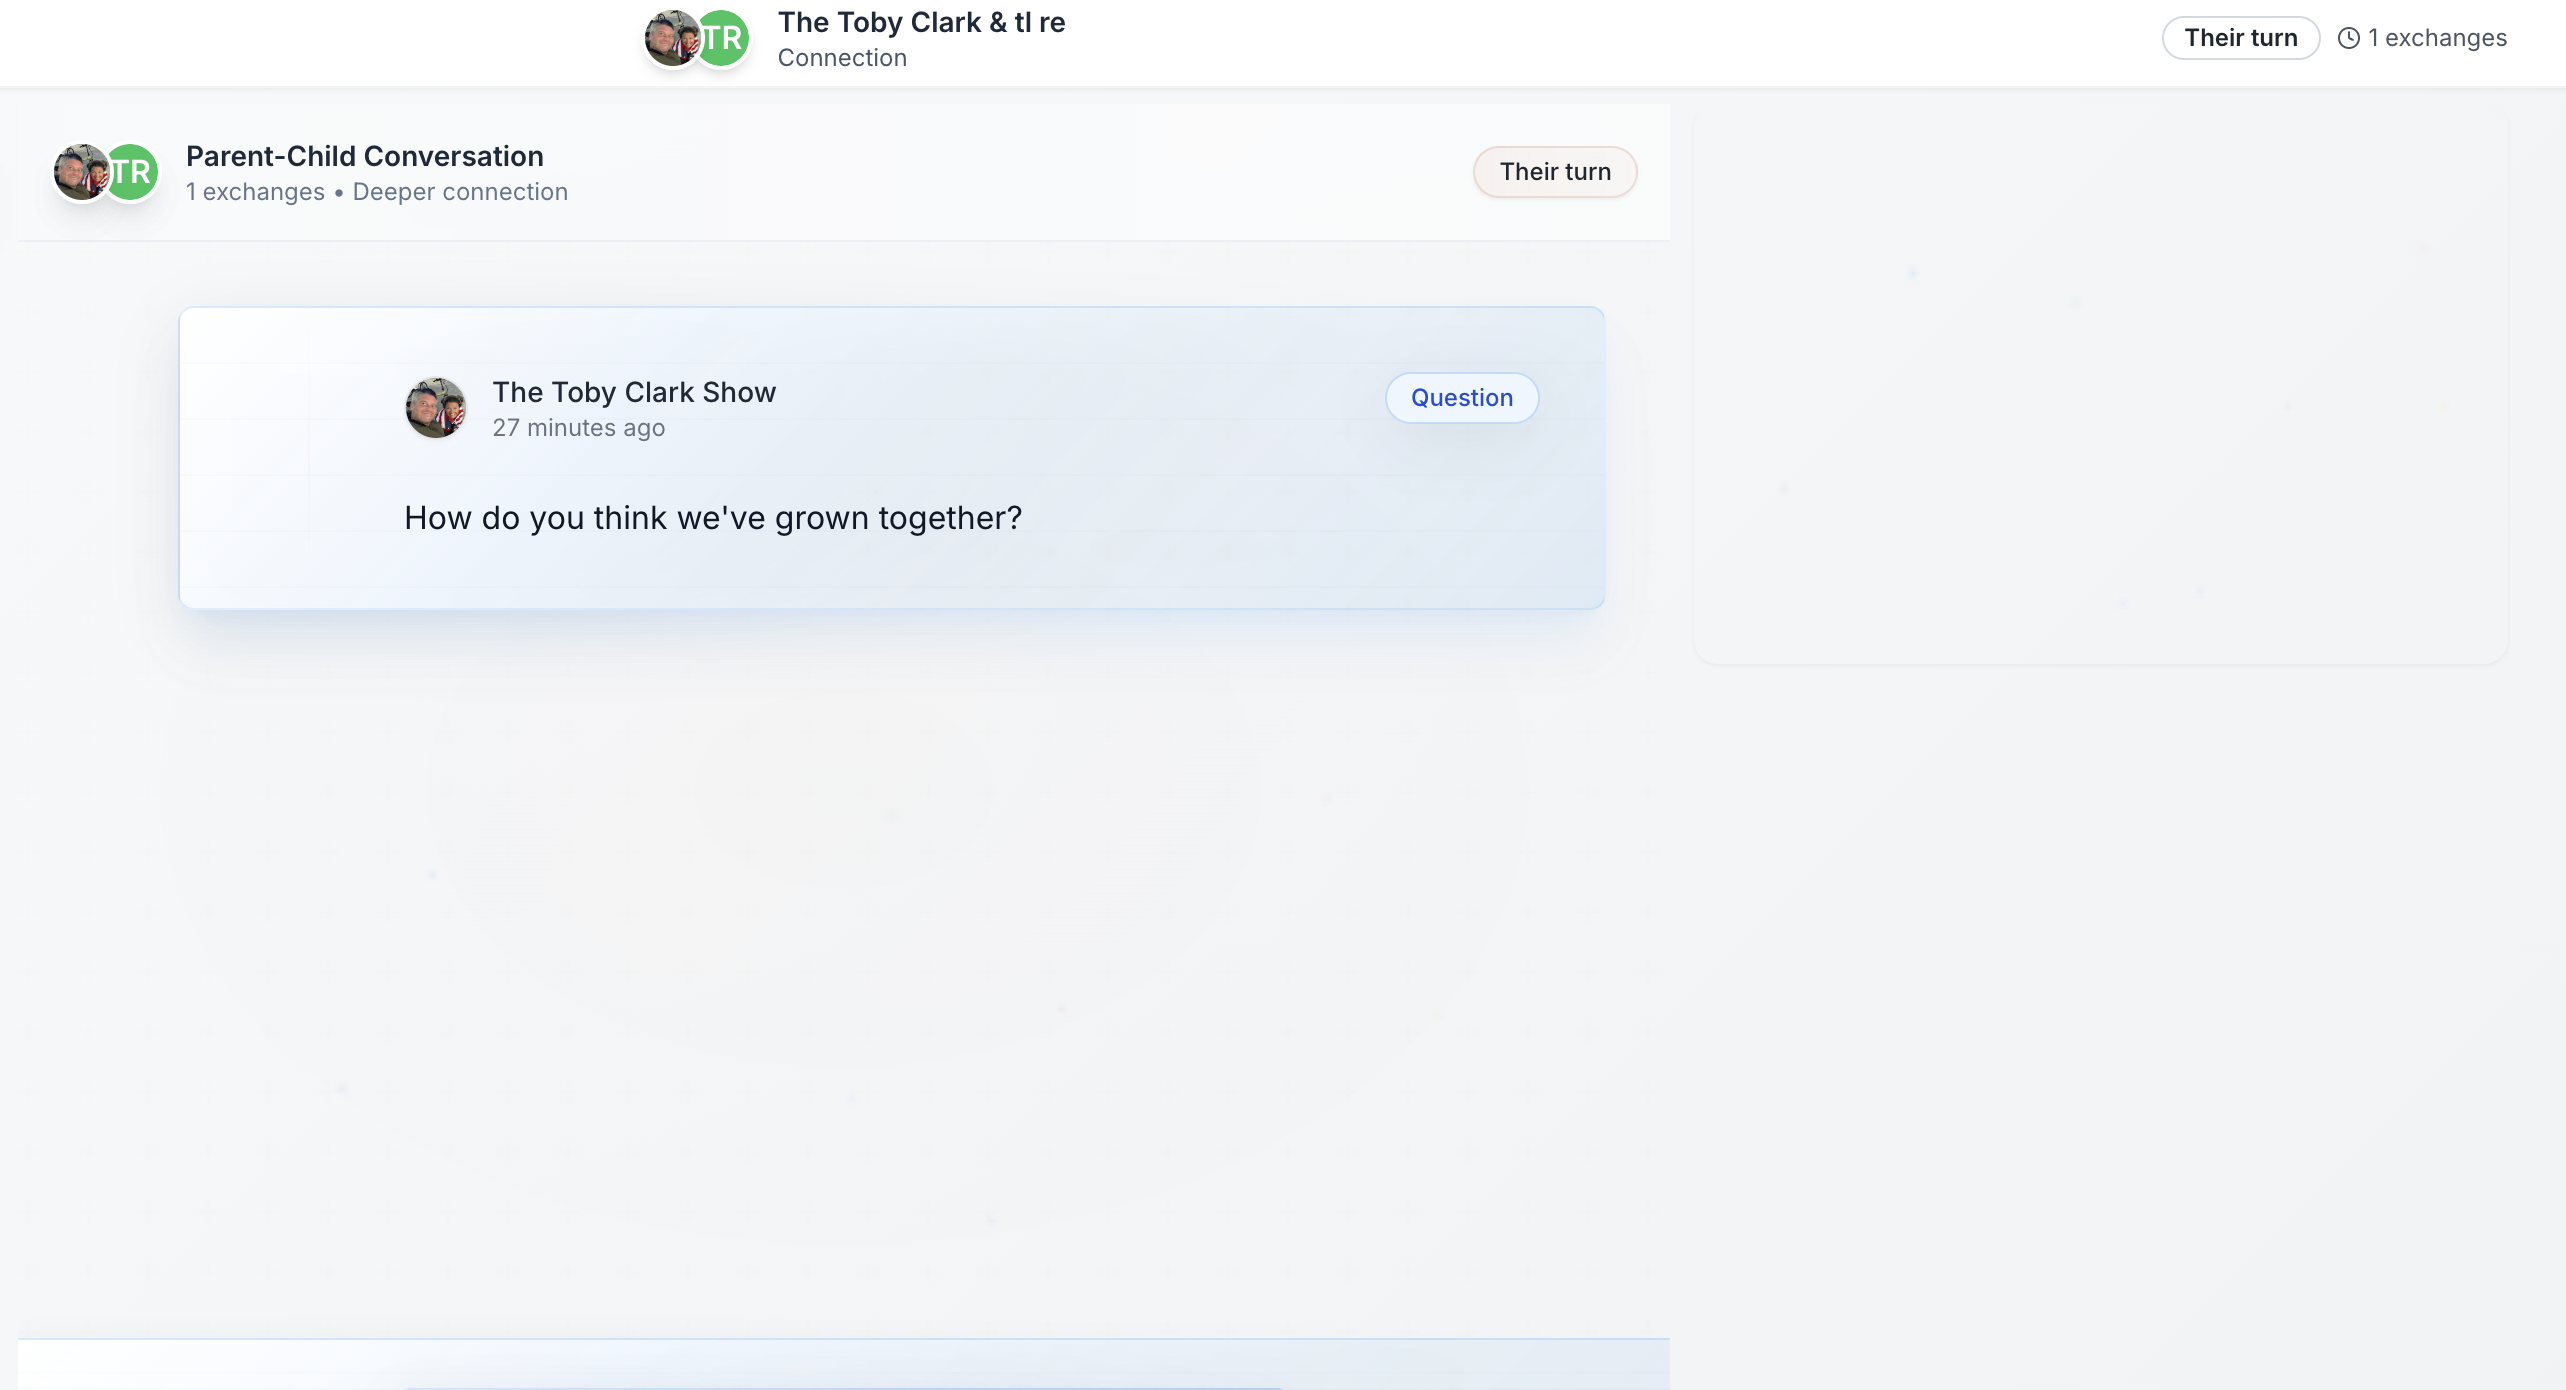 TR
The Toby Clark & tl re
Connection
Their turn
1 exchanges
TR
Parent-Child Conversation
1 exchanges • Deeper connection
Their turn
The Toby Clark Show
27 minutes ago
Question
How do you think we've grown together?